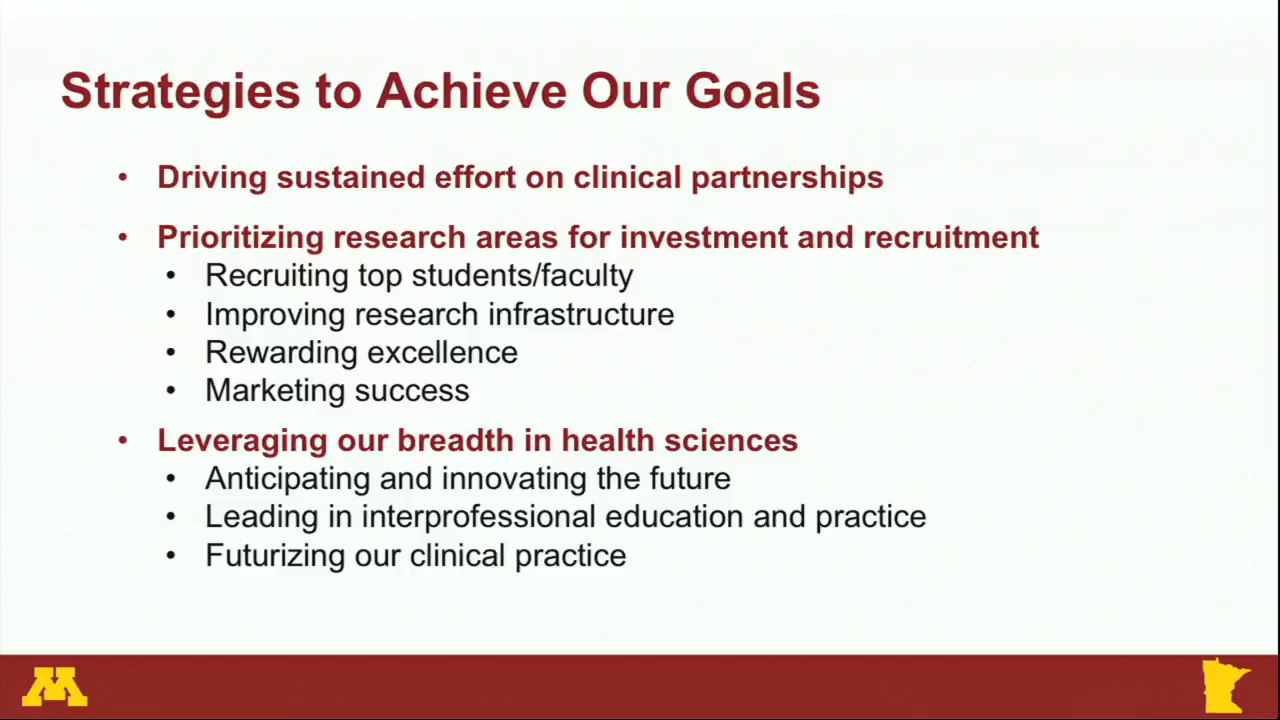 Strategies to Achieve Our Goals
• Driving sustained effort on clinical partnerships
• Prioritizing research areas for investment and recruitment
• Recruiting top students/faculty
• Improving research infrastructure
• Rewarding excellence
• Marketing success
• Leveraging our breadth in health sciences
• Anticipating and innovating the future
• Leading in interprofessional education and practice
• Futurizing our clinical practice
M